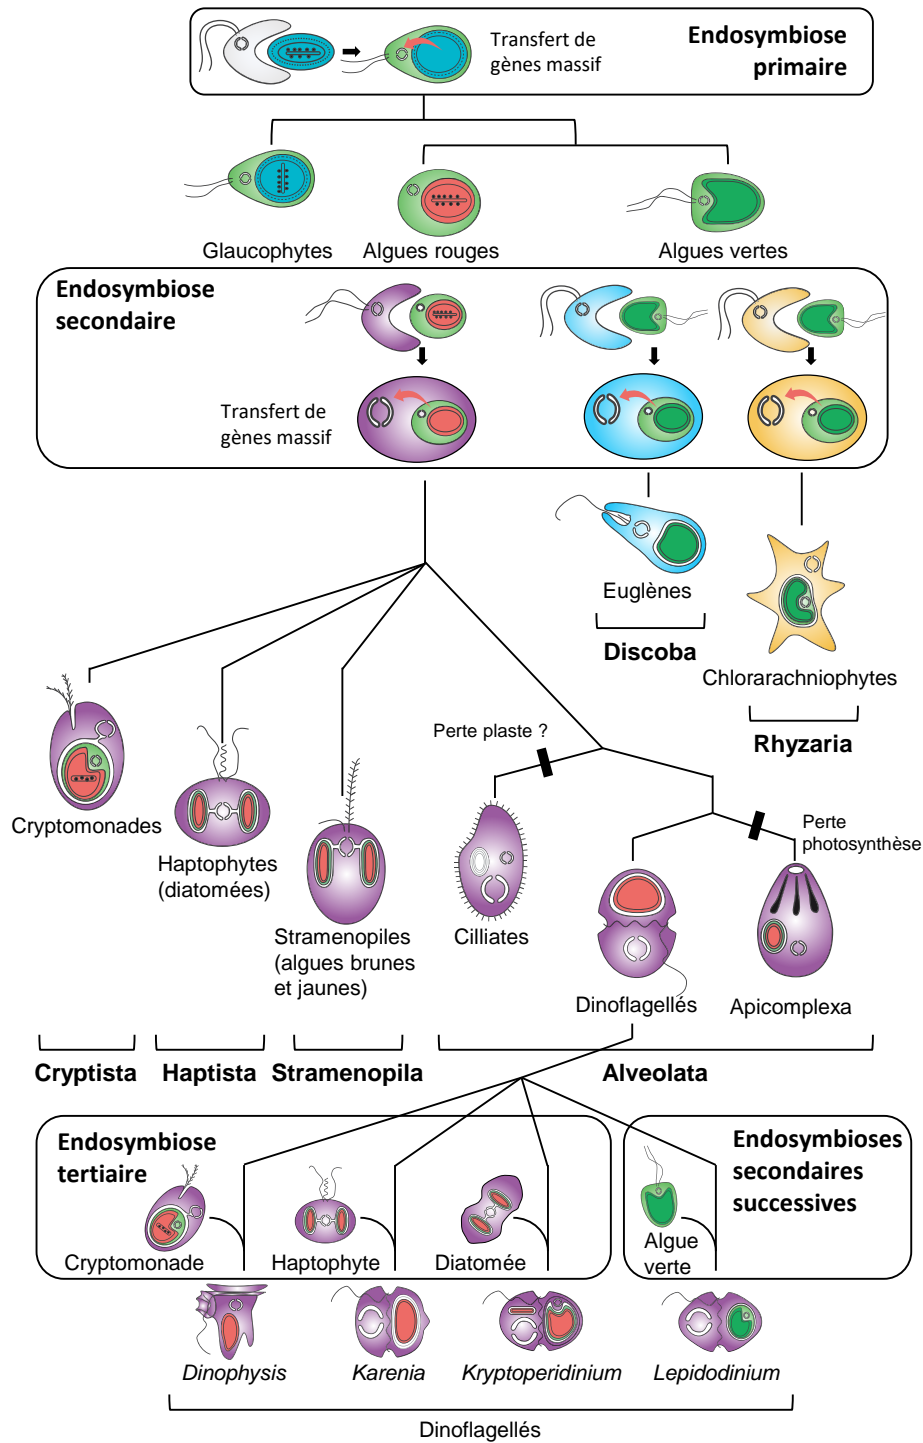 Transfert de
gènes massif
Endosymbiose
primaire
Glaucophytes
Algues rouges
Algues vertes
Endosymbiose
secondaire
Transfert de
gènes massif
Euglènes
Discoba
Chlorarachniophytes
Rhyzaria
Perte plaste ?
Perte
photosynthèse
Cryptomonades
Haptophytes
(diatomées)
Stramenopiles
(algues brunes
et jaunes)
Cilliates
Dinoflagellés
Apicomplexa
Cryptista
Haptista
Stramenopila
Alveolata
Endosymbiose
tertiaire
Endosymbioses
secondaires
successives
Cryptomonade
Haptophyte
Diatomée
Algue
verte
Dinophysis
Karenia
Kryptoperidinium
Lepidodinium
Dinoflagellés